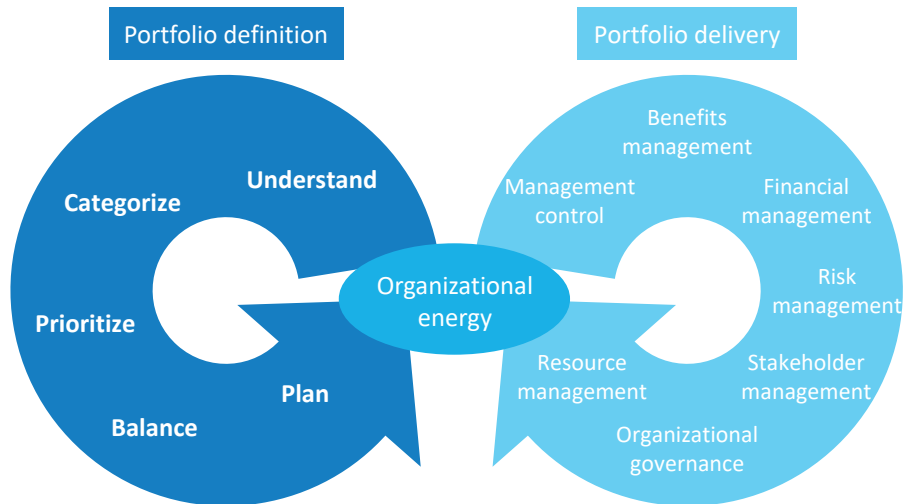 Portfolio definition
Portfolio delivery
Understand
Categorize
Prioritize
Balance
Plan
Organizational
energy
Benefits
management
Management
control
Financial
management
Risk
management
Stakeholder
management
Resource
management
Organizational
governance